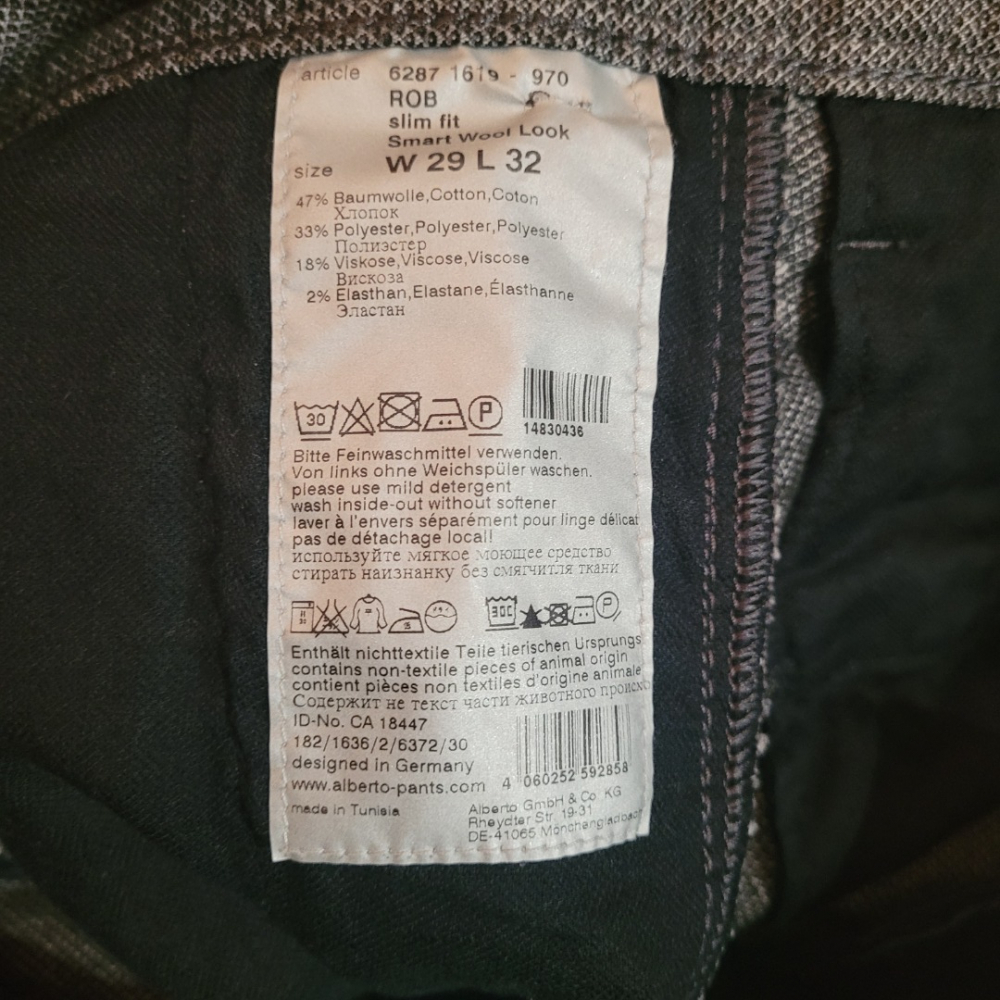 article 6287 1619 - 970
ROB
slim fit
Smart Wool Look
size W 29 L 32
47% Baumwolle,Cotton,Coton
Хлопок
33% Polyester,Polyester,Polyester
Полиэстер
18% Viskose,Viscose,Viscose
Вискоза
2% Elasthan,Elastane,Élasthanne
Эластан
30 P
14830436
Bitte Feinwaschmittel verwenden.
Von links ohne Weichspüler waschen.
please use mild detergent
wash inside-out without softener
laver à l'envers séparément pour linge délicat
pas de détachage local!
используйте мягкое моющее средство
стирать наизнанку без смягчитля ткани
30C P
Enthält nichttextile Teile tierischen Ursprungs
contains non-textile pieces of animal origin
contient pièces non textiles d'origine animale
Содержит не текст части животного происхо
ID-No. CA 18447
182/1636/2/6372/30
designed in Germany
www.alberto-pants.com
4 060252 592858
made in Tunisia
Alberto GmbH & Co. KG
Rheydter Str. 19-31
DE-41065 Mönchengladbach